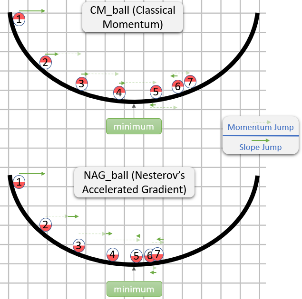 CM_ball (Classical
Momentum)
1
2
3
4
5
6
7
minimum
Momentum Jump
Slope Jump
NAG_ball (Nesterov's
Accelerated Gradient)
1
2
3
4
5
6
7
minimum